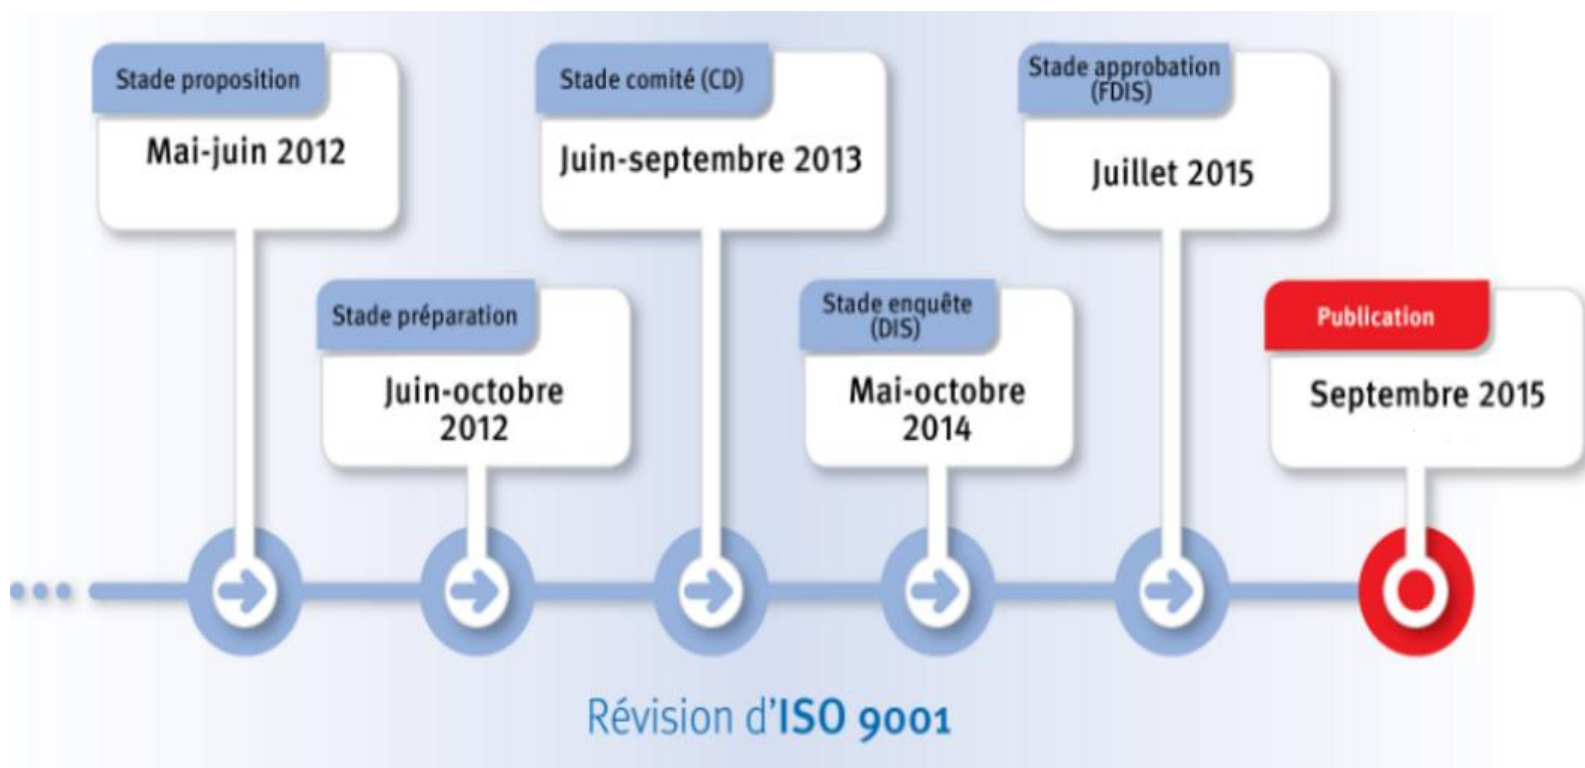 Stade proposition
Mai-juin 2012
Stade préparation
Juin-octobre
2012
Stade comité (CD)
Juin-septembre 2013
Stade enquête
(DIS)
Mai-octobre
2014
Stade approbation
(FDIS)
Juillet 2015
Publication
Septembre 2015
Révision d'ISO 9001